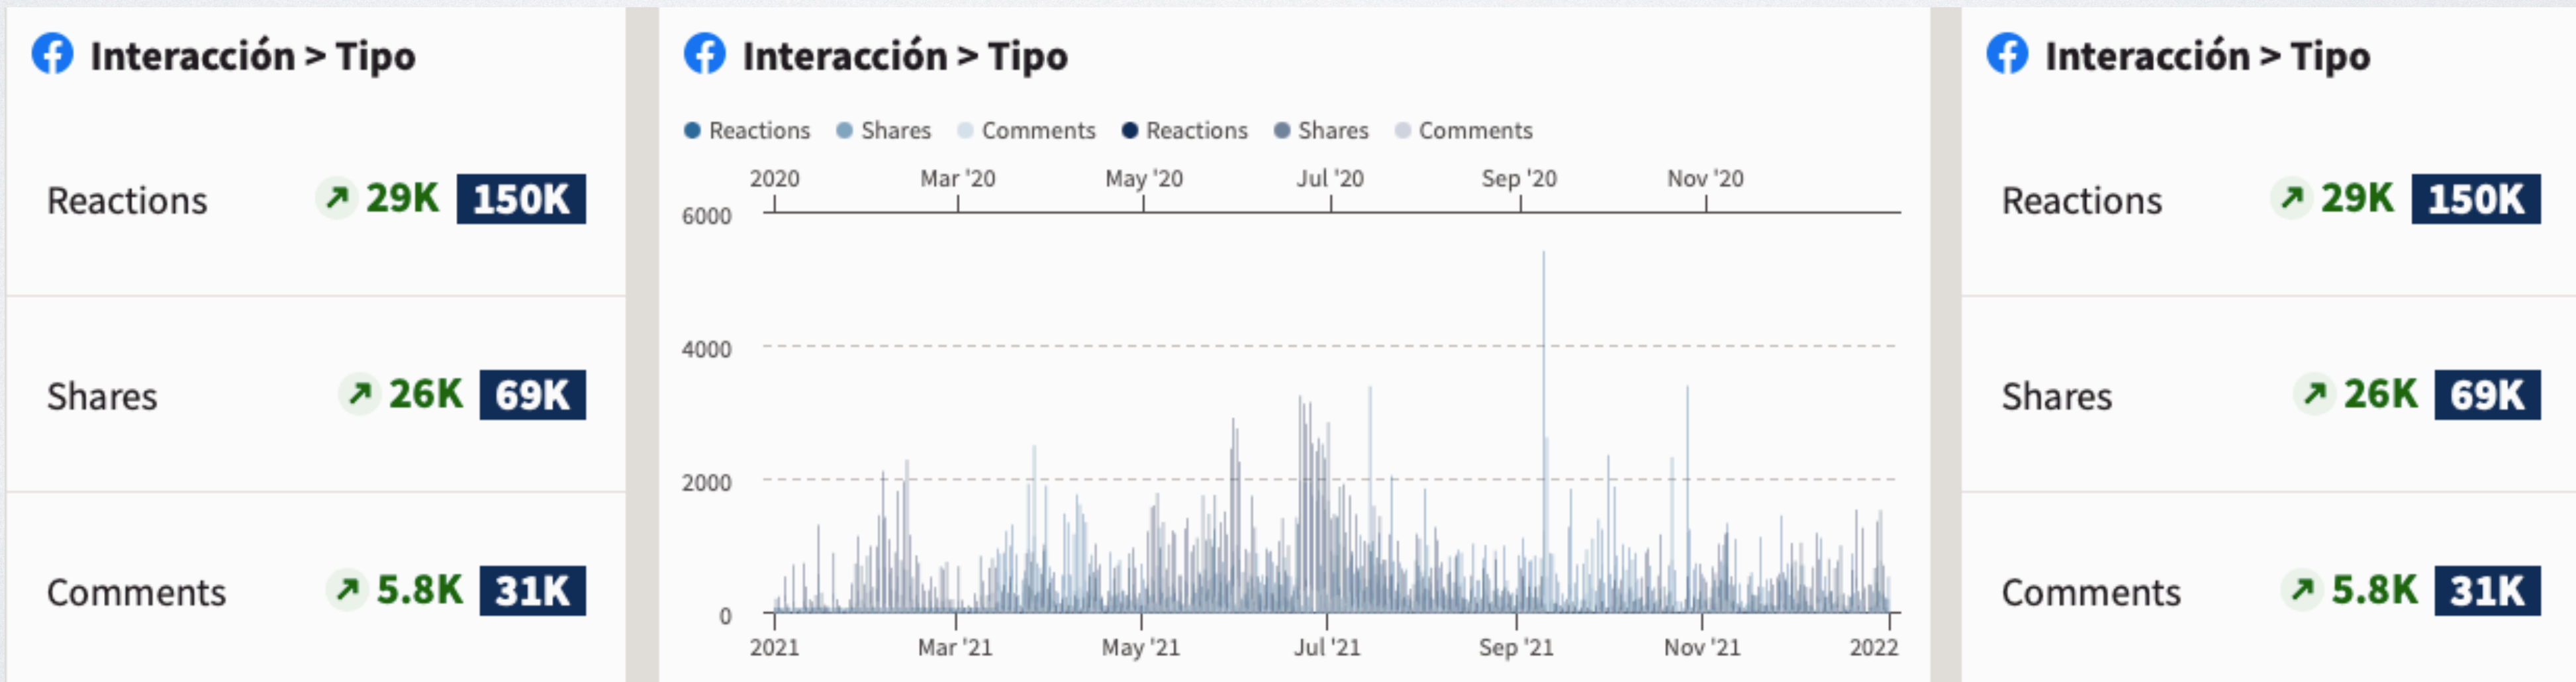 Interacción > Tipo
Reactions 29K 150K
Shares 26K 69K
Comments 5.8K 31K
Interacción > Tipo
Reactions Shares Comments Reactions Shares Comments
2020 Mar '20 May '20 Jul '20 Sep '20 Nov '20
6000
4000
2000
0
2021 Mar '21 May '21 Jul '21 Sep '21 Nov '21 2022
Interacción > Tipo
Reactions 29K 150K
Shares 26K 69K
Comments 5.8K 31K